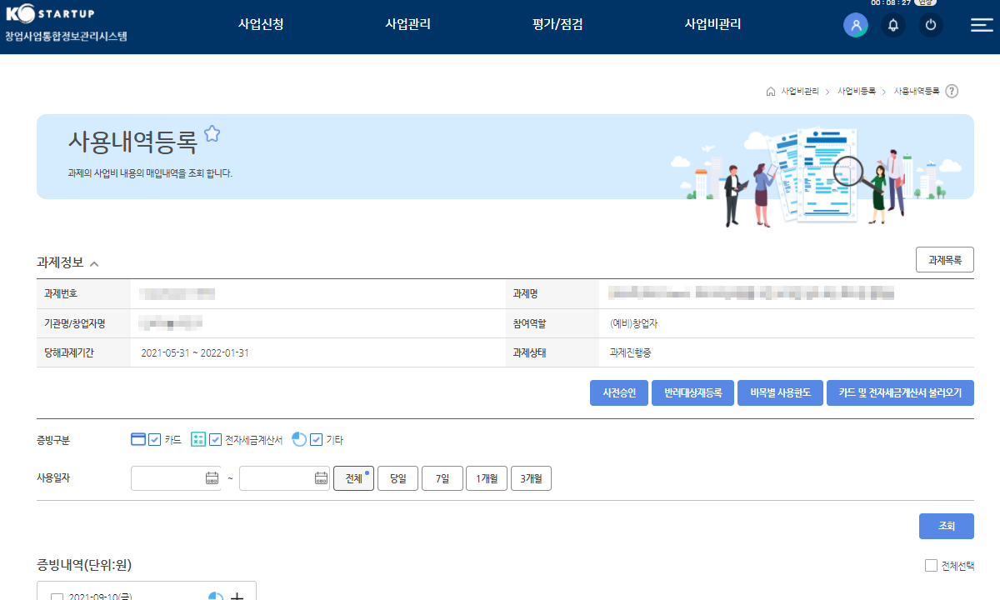 K STARTUP
창업사업통합정보관리시스템
사업신청 사업관리 평가/점검 사업비관리
00 : 08 : 27 연장
사업비관리 > 사업비등록 > 사용내역등록 ?
사용내역등록
과제의 사업비 내용의 매입내역을 조회 합니다.
과제정보
과제목록
과제번호 과제명
기관명/창업자명 참여역할 (예비)창업자
당해과제기간 2021-05-31 ~ 2022-01-31 과제상태 과제진행중
사전승인 반려대상재등록 비목별 사용한도 카드 및 전자세금계산서 불러오기
증빙구분 카드 전자세금계산서 기타
사용일자 ~ 전체 당일 7일 1개월 3개월
조회
증빙내역(단위:원) 전체선택
2021-09-10(금)